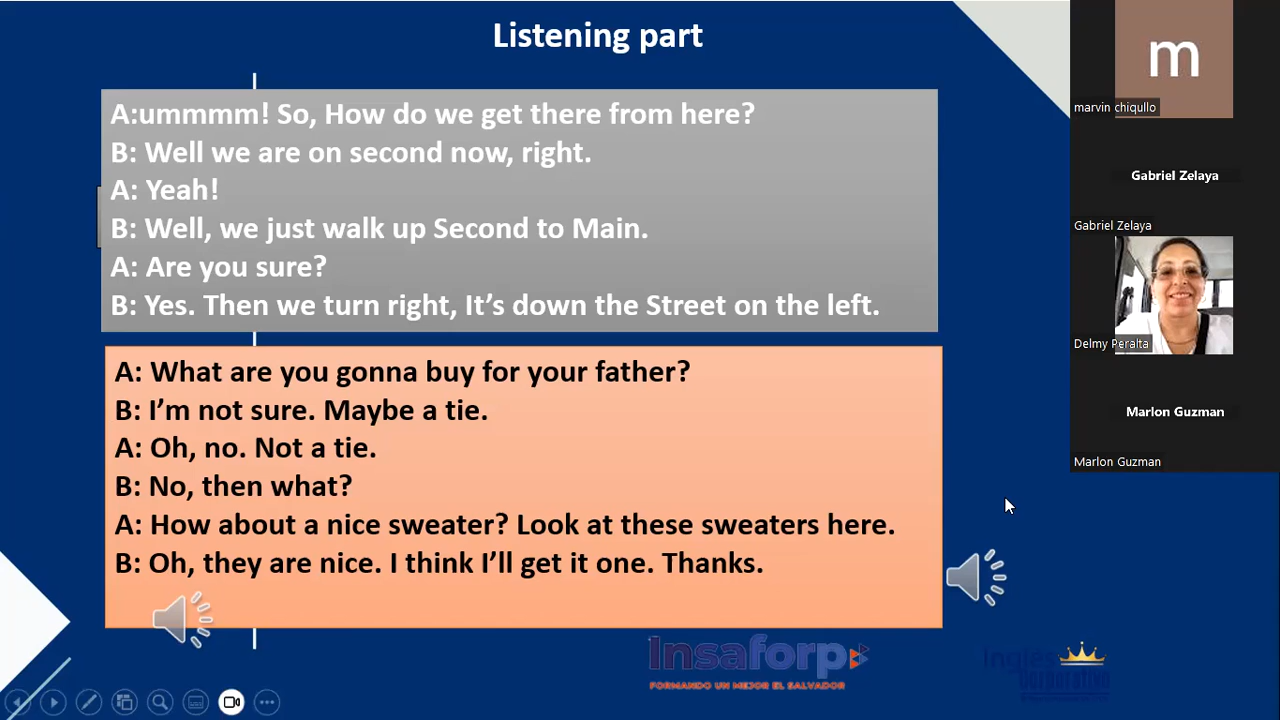 Listening part
A:ummmm! So, How do we get there from here?
B: Well we are on second now, right.
A: Yeah!
B: Well, we just walk up Second to Main.
A: Are you sure?
B: Yes. Then we turn right, It’s down the Street on the left.
A: What are you gonna buy for your father?
B: I’m not sure. Maybe a tie.
A: Oh, no. Not a tie.
B: No, then what?
A: How about a nice sweater? Look at these sweaters here.
B: Oh, they are nice. I think I’ll get it one. Thanks.
Insaforp
FORMANDO UN MEJOR EL SALVADOR
Inglés
Corporativo
m
marvin chiqullo
Gabriel Zelaya
Gabriel Zelaya
Delmy Peralta
Marlon Guzman
Marlon Guzman